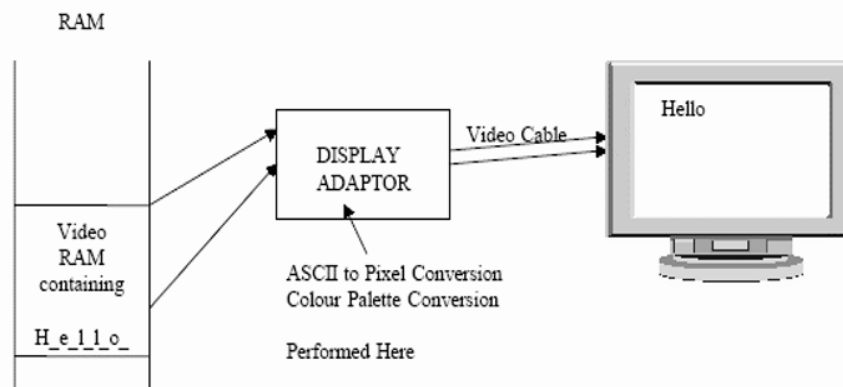 RAM
Video
RAM
containing
H_e_l_l_o_
DISPLAY
ADAPTOR
ASCII to Pixel Conversion
Colour Palette Conversion
Performed Here
Video Cable
Hello